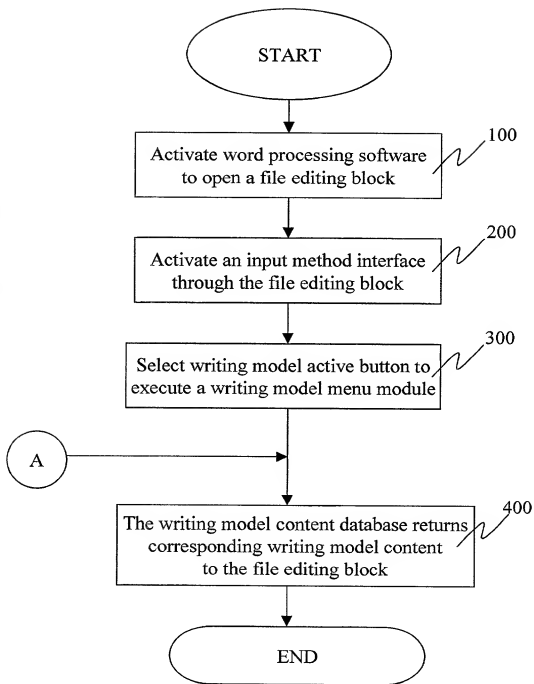 START
100
Activate word processing software
to open a file editing block
200
Activate an input method interface
through the file editing block
300
Select writing model active button to
execute a writing model menu module
A
400
The writing model content database returns
corresponding writing model content
to the file editing block
END